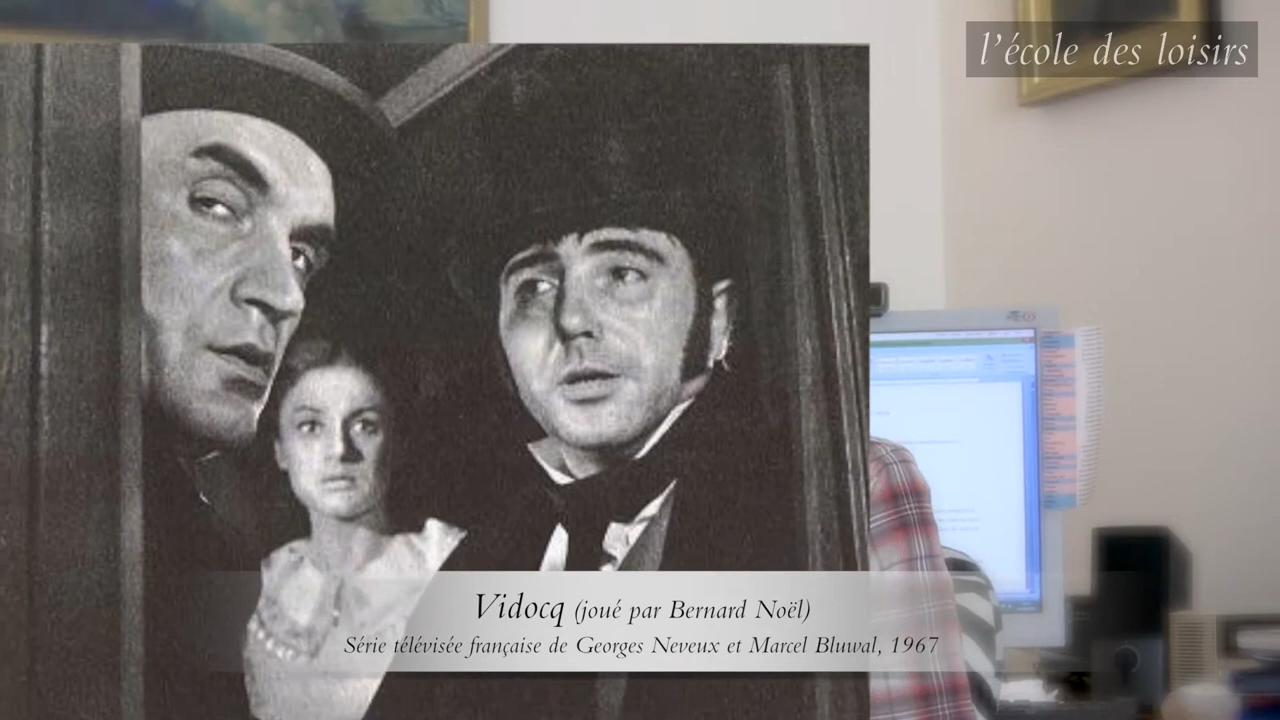 l'école des loisirs
Vidocq (joué par Bernard Noël)
Série télévisée française de Georges Neveux et Marcel Bluwal, 1967